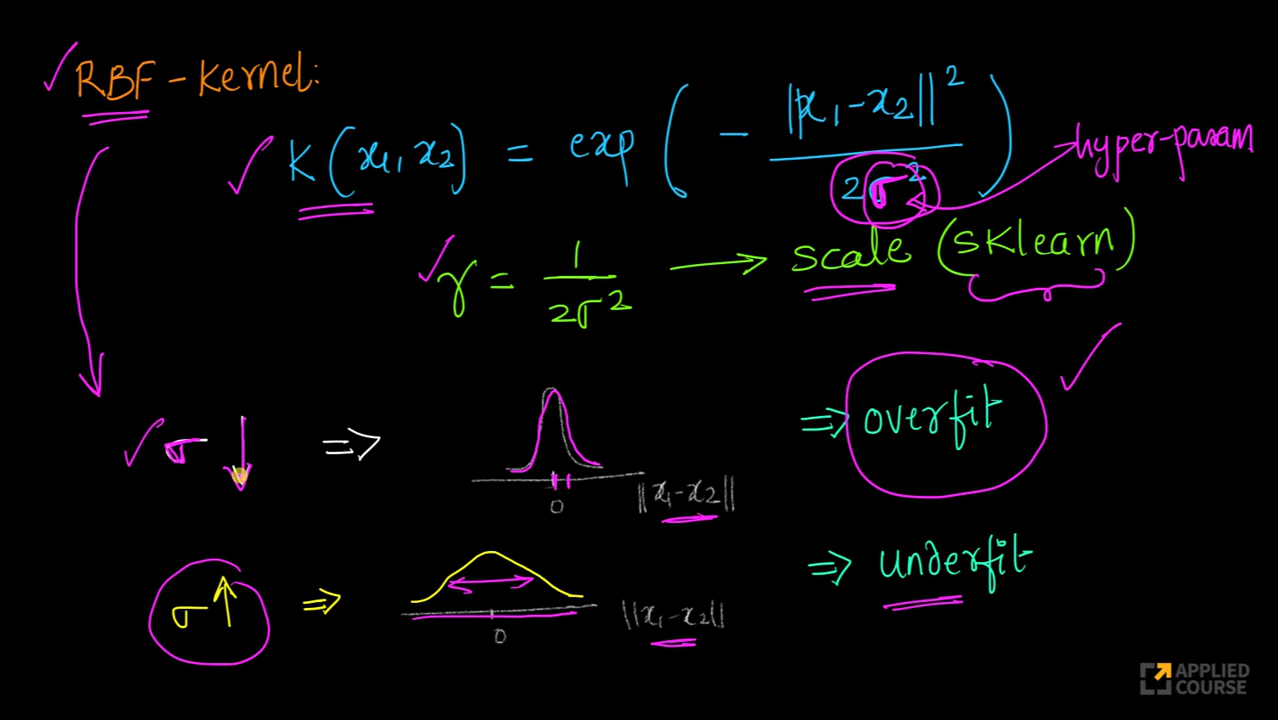 RBF-Kernel:
K(x₁,x₂) = exp( - ||x₁-x₂||² / 2σ² )
hyper-param
γ = 1 / 2σ² → scale (sklearn)
σ ↓ ⇒ 0 ||x₁-x₂|| ⇒ overfit
σ ↑ ⇒ 0 ||x₁-x₂|| ⇒ underfit
APPLIED
COURSE